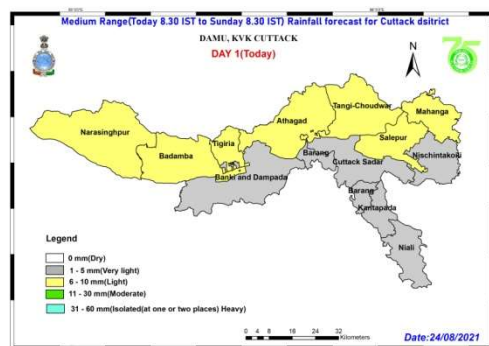 Medium Range(Today 8.30 IST to Sunday 8.30 IST) Rainfall forecast for Cuttack dsitrict
DAMU, KVK CUTTACK
DAY 1(Today)
N
75
Narasinghpur
Badamba
Tigiria
Athagad
Tangi-Choudwar
Mahanga
Salepur
Nischintakoili
Barang
Cuttack Sadar
Banki and Dampada
Barang
Kantapada
Niali
Legend
0 mm(Dry)
1 - 5 mm(Very light)
6 - 10 mm(Light)
11 - 30 mm(Moderate)
31 - 60 mm(Isolated(at one or two places) Heavy)
0 4 8 16 24 32
Kilometers
Date:24/08/2021